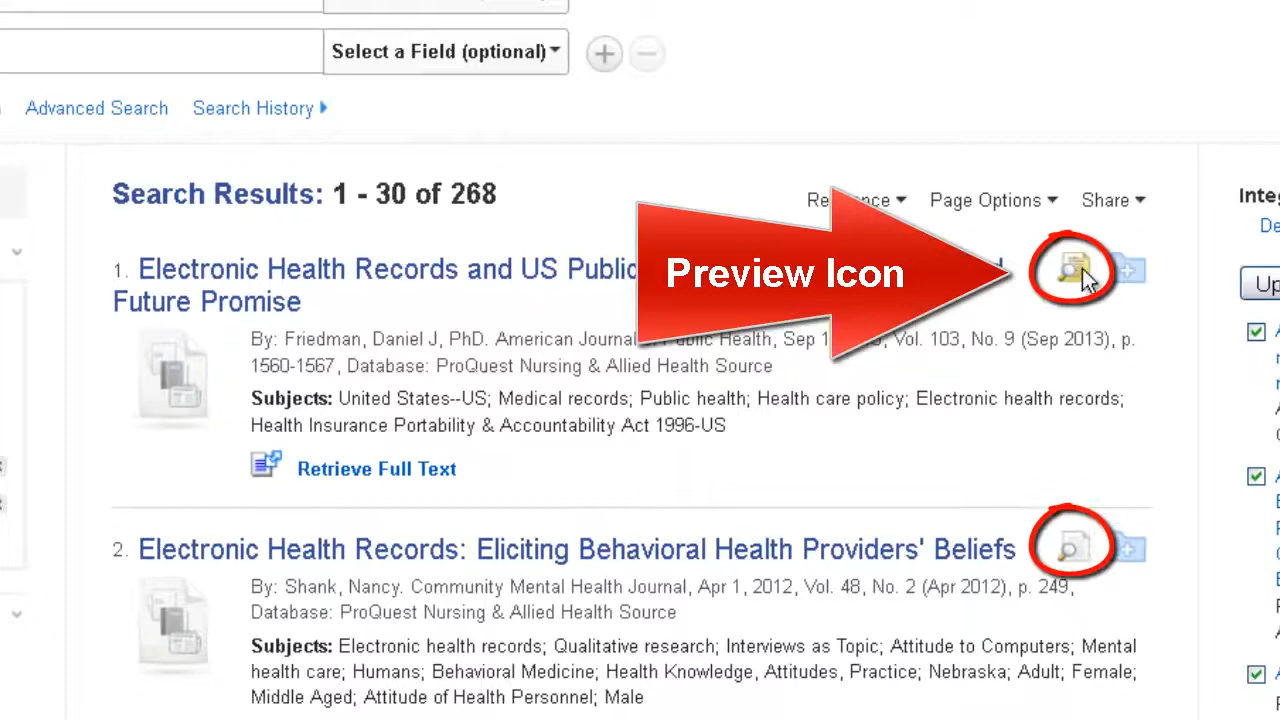 Select a Field (optional)
Advanced Search Search History
Search Results: 1 - 30 of 268
Page Options Share
Preview Icon
1. Electronic Health Records and US Public
Future Promise
By: Friedman, Daniel J, PhD. American Journal Public Health, Sep Vol. 103, No. 9 (Sep 2013), p.
1560-1567, Database: ProQuest Nursing & Allied Health Source
Subjects: United States--US; Medical records; Public health; Health care policy; Electronic health records;
Health Insurance Portability & Accountability Act 1996-US
Retrieve Full Text
2. Electronic Health Records: Eliciting Behavioral Health Providers' Beliefs
By: Shank, Nancy. Community Mental Health Journal, Apr 1, 2012, Vol. 48, No. 2 (Apr 2012), p. 249,
Database: ProQuest Nursing & Allied Health Source
Subjects: Electronic health records; Qualitative research; Interviews as Topic; Attitude to Computers; Mental
health care; Humans; Behavioral Medicine; Health Knowledge, Attitudes, Practice; Nebraska; Adult; Female;
Middle Aged; Attitude of Health Personnel; Male